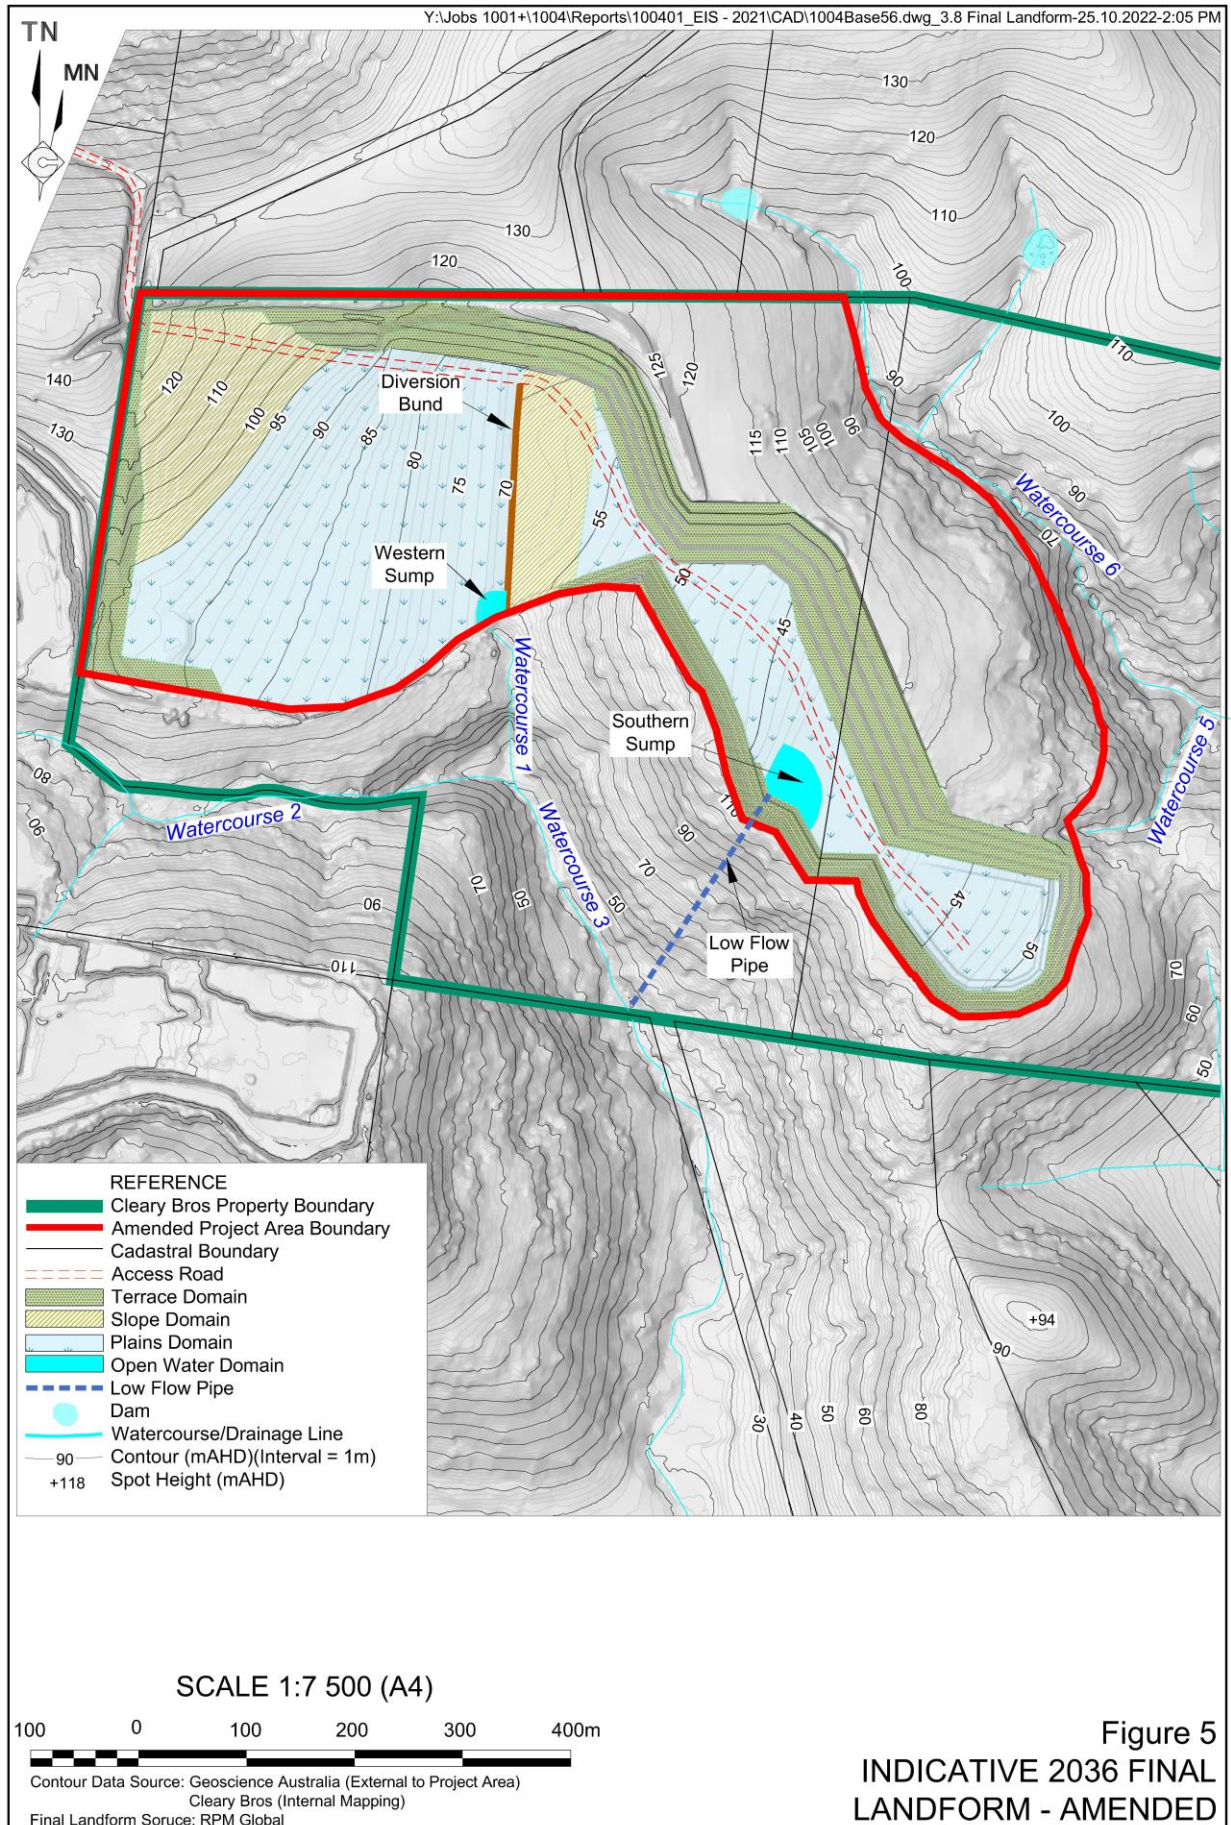 Y:\Jobs 1001+\1004\Reports\100401_EIS - 2021\CAD\1004Base56.dwg_3.8 Final Landform-25.10.2022-2:05 PM
TN
MN
130
120
110
130
100
120
110
140
120
110
100
95
90
85
80
75
70
130
Diversion
Bund
125
120
115
110
105
100
90
90
100
90
70
Watercourse 6
55
Western
Sump
50
45
Watercourse 1
Southern
Sump
Watercourse 5
80
90
Watercourse 2
110
90
70
Watercourse 3
70
50
50
90
110
Low Flow
Pipe
45
50
70
60
50
REFERENCE
Cleary Bros Property Boundary
Amended Project Area Boundary
Cadastral Boundary
Access Road
Terrace Domain
Slope Domain
Plains Domain
Open Water Domain
Low Flow Pipe
Dam
Watercourse/Drainage Line
90 Contour (mAHD)(Interval = 1m)
+118 Spot Height (mAHD)
+94
90
30
40
50
60
80
SCALE 1:7 500 (A4)
100 0 100 200 300 400m
Contour Data Source: Geoscience Australia (External to Project Area)
Cleary Bros (Internal Mapping)
Final Landform Soruce: RPM Global
Figure 5
INDICATIVE 2036 FINAL
LANDFORM - AMENDED